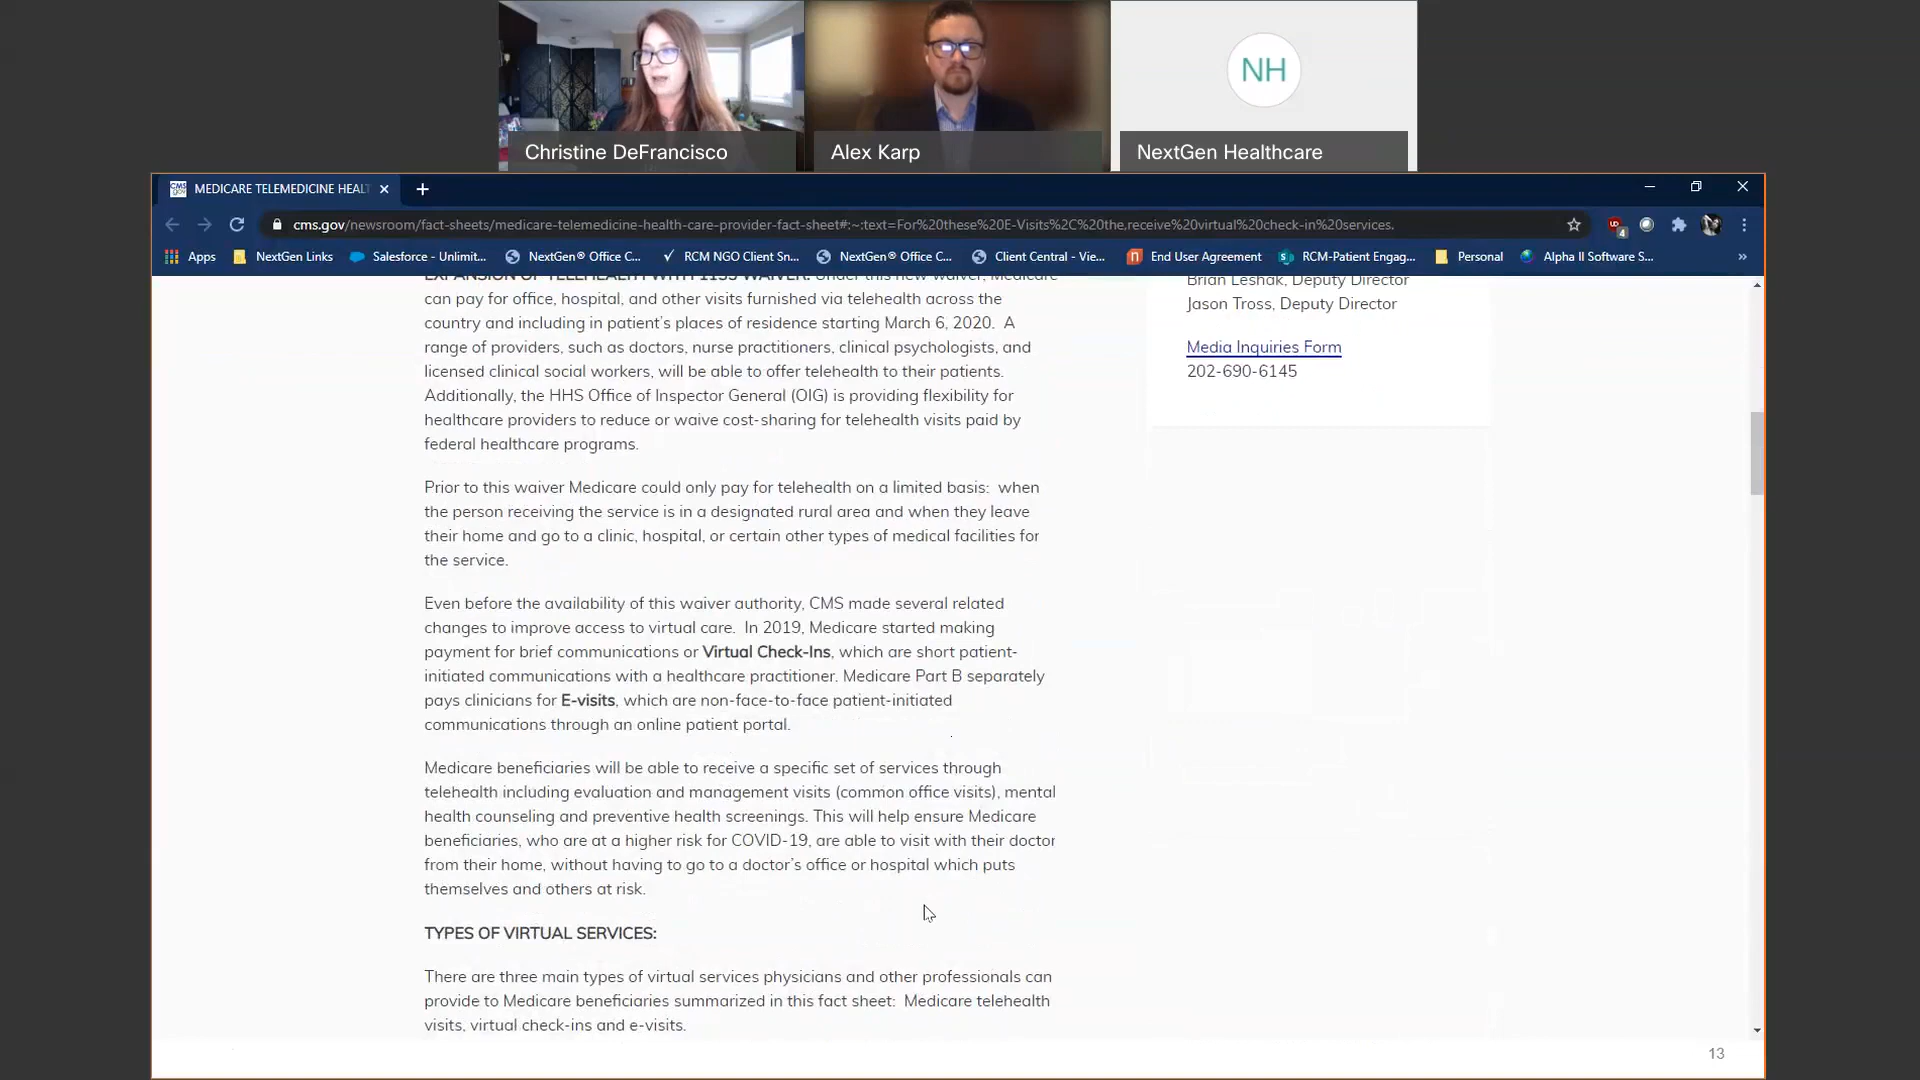 NH
Christine DeFrancisco
Alex Karp
NextGen Healthcare
CMS gov
MEDICARE TELEMEDICINE HEAL
cms.gov/newsroom/fact-sheets/medicare-telemedicine-health-care-provider-fact-sheet#:~:text=For%20these%20E-Visits%2C%20the,receive%20virtual%20check-in%20services.
4
Apps NextGen Links Salesforce - Unlimit... NextGen® Office C... RCM NGO Client Sn... NextGen® Office C... Client Central - Vie... End User Agreement RCM-Patient Engag... Personal Alpha II Software S... »
EXPANSION OF TELEHEALTH WITH 1135 WAIVER: Under this new waiver, Medicare
can pay for office, hospital, and other visits furnished via telehealth across the
country and including in patient's places of residence starting March 6, 2020. A
range of providers, such as doctors, nurse practitioners, clinical psychologists, and
licensed clinical social workers, will be able to offer telehealth to their patients.
Additionally, the HHS Office of Inspector General (OIG) is providing flexibility for
healthcare providers to reduce or waive cost-sharing for telehealth visits paid by
federal healthcare programs.
Prior to this waiver Medicare could only pay for telehealth on a limited basis: when
the person receiving the service is in a designated rural area and when they leave
their home and go to a clinic, hospital, or certain other types of medical facilities for
the service.
Even before the availability of this waiver authority, CMS made several related
changes to improve access to virtual care. In 2019, Medicare started making
payment for brief communications or Virtual Check-Ins, which are short patient-
initiated communications with a healthcare practitioner. Medicare Part B separately
pays clinicians for E-visits, which are non-face-to-face patient-initiated
communications through an online patient portal.
Medicare beneficiaries will be able to receive a specific set of services through
telehealth including evaluation and management visits (common office visits), mental
health counseling and preventive health screenings. This will help ensure Medicare
beneficiaries, who are at a higher risk for COVID-19, are able to visit with their doctor
from their home, without having to go to a doctor's office or hospital which puts
themselves and others at risk.
TYPES OF VIRTUAL SERVICES:
There are three main types of virtual services physicians and other professionals can
provide to Medicare beneficiaries summarized in this fact sheet: Medicare telehealth
visits, virtual check-ins and e-visits.
Brian Leshak, Deputy Director
Jason Tross, Deputy Director
Media Inquiries Form
202-690-6145
13